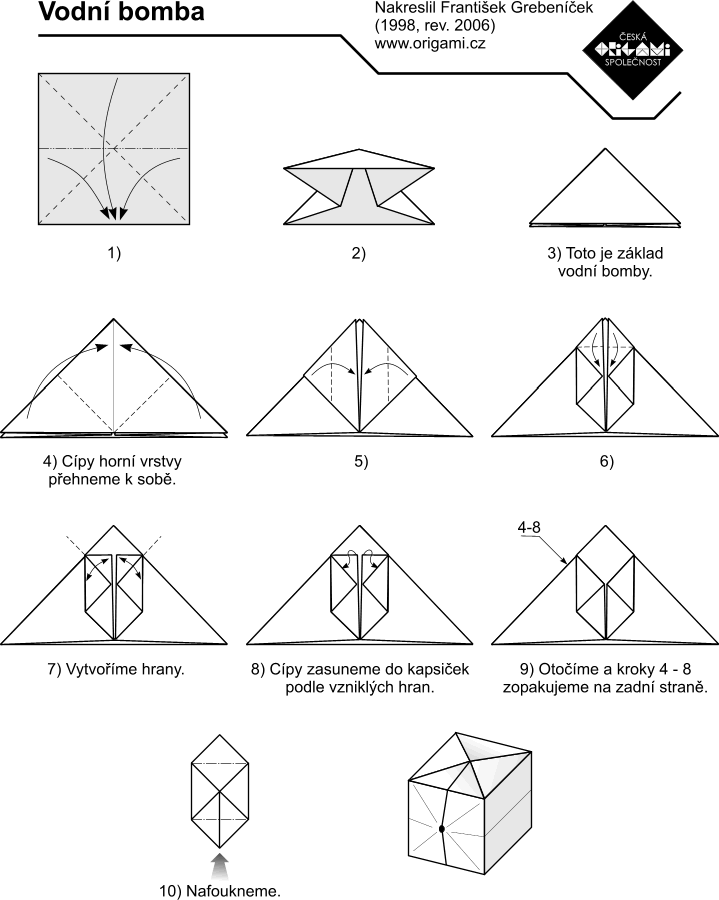 Vodní bomba
Nakreslil František Grebeníček
(1998, rev. 2006)
www.origami.cz
ČESKÁ
ORIGAMI
SPOLEČNOST
1)
2)
3) Toto je základ
vodní bomby.
4) Cípy horní vrstvy
přehneme k sobě.
5)
6)
4-8
7) Vytvoříme hrany.
8) Cípy zasuneme do kapsiček
podle vzniklých hran.
9) Otočíme a kroky 4 - 8
zopakujeme na zadní straně.
10) Nafoukneme.